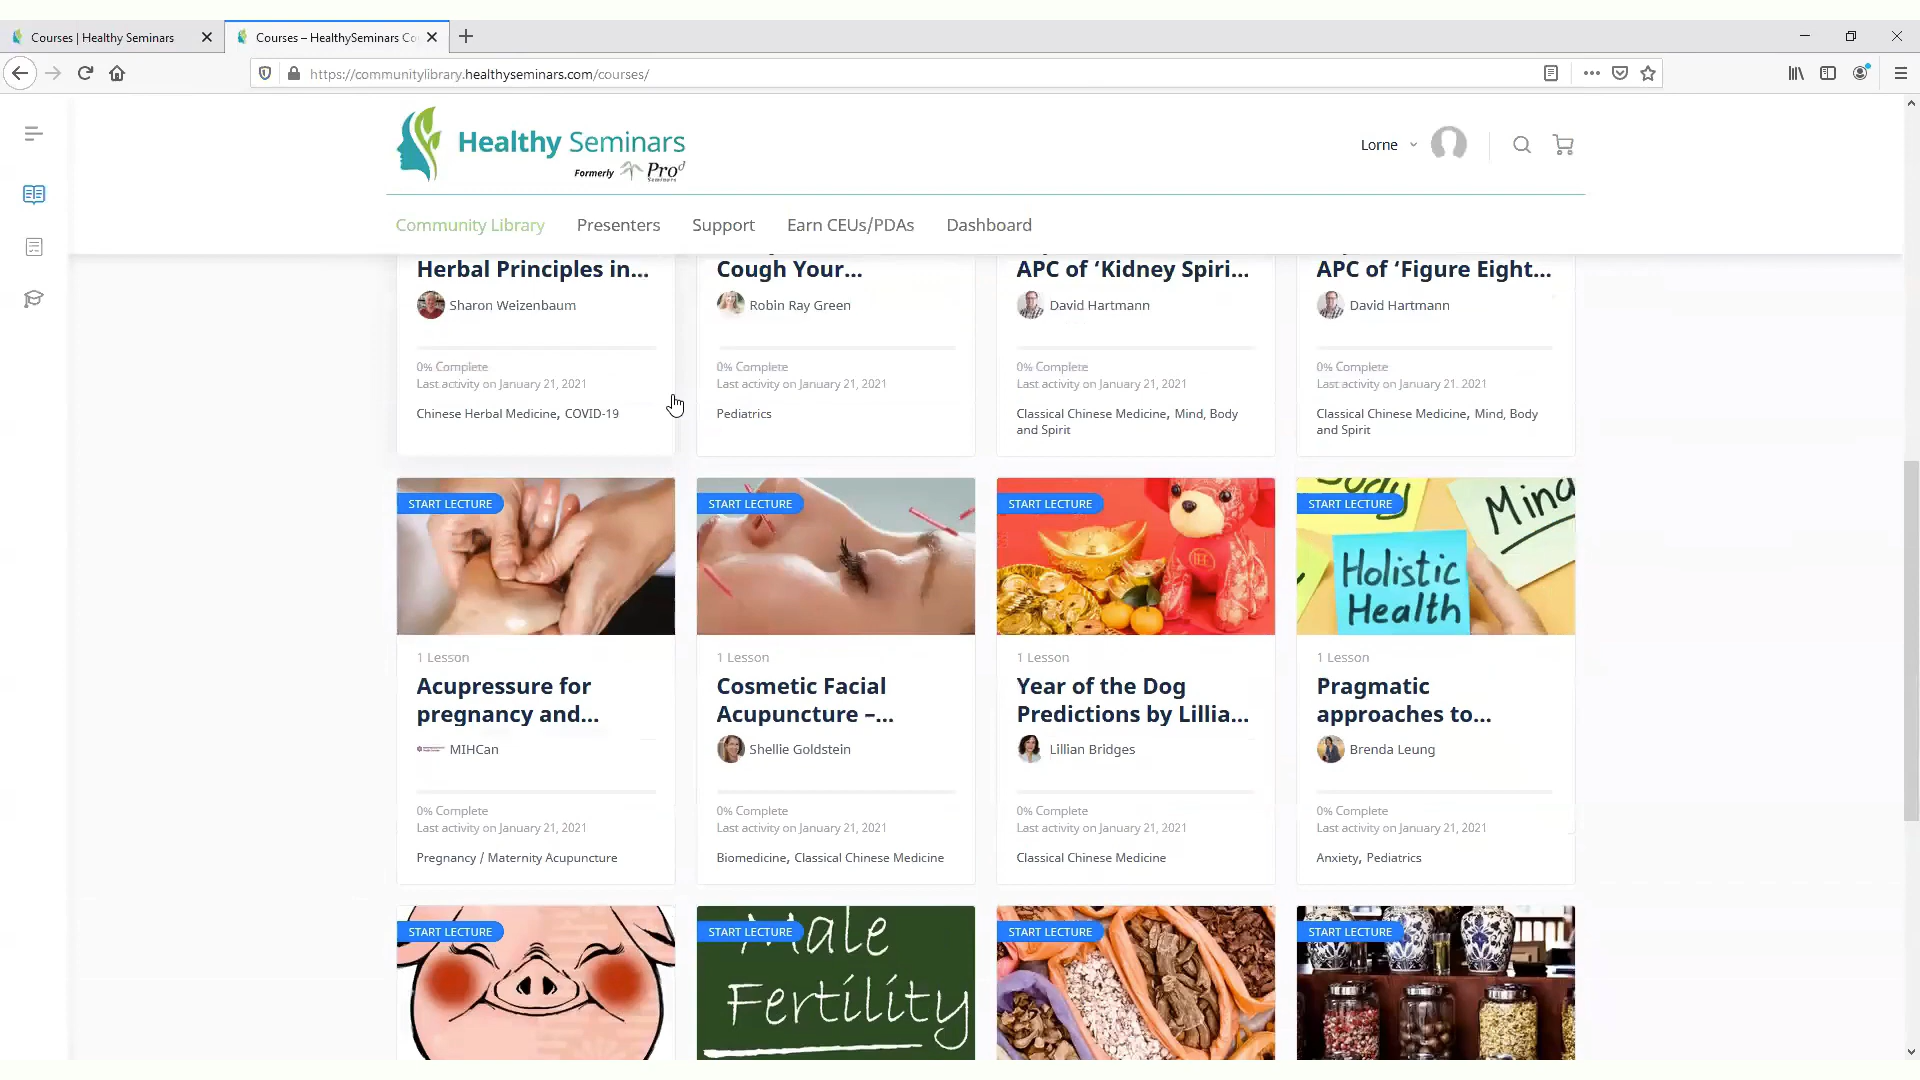 Courses | Healthy Seminars
Courses – HealthySeminars Co
https://communitylibrary.healthyseminars.com/courses/
Healthy Seminars
Formerly Pro d
Seminars
Lorne
Community Library
Presenters
Support
Earn CEUs/PDAs
Dashboard
Herbal Principles in...
Sharon Weizenbaum
0% Complete
Last activity on January 21, 2021
Chinese Herbal Medicine, COVID-19
Cough Your...
Robin Ray Green
0% Complete
Last activity on January 21, 2021
Pediatrics
APC of ‘Kidney Spiri...
David Hartmann
0% Complete
Last activity on January 21, 2021
Classical Chinese Medicine, Mind, Body
and Spirit
APC of ‘Figure Eight...
David Hartmann
0% Complete
Last activity on January 21, 2021
Classical Chinese Medicine, Mind, Body
and Spirit
START LECTURE
1 Lesson
Acupressure for
pregnancy and...
MIHCan
0% Complete
Last activity on January 21, 2021
Pregnancy / Maternity Acupuncture
START LECTURE
1 Lesson
Cosmetic Facial
Acupuncture –...
Shellie Goldstein
0% Complete
Last activity on January 21, 2021
Biomedicine, Classical Chinese Medicine
START LECTURE
1 Lesson
Year of the Dog
Predictions by Lillia...
Lillian Bridges
0% Complete
Last activity on January 21, 2021
Classical Chinese Medicine
START LECTURE
Body
Mind
Holistic
Health
1 Lesson
Pragmatic
approaches to...
Brenda Leung
0% Complete
Last activity on January 21, 2021
Anxiety, Pediatrics
START LECTURE
START LECTURE
Male
Fertility
START LECTURE
START LECTURE